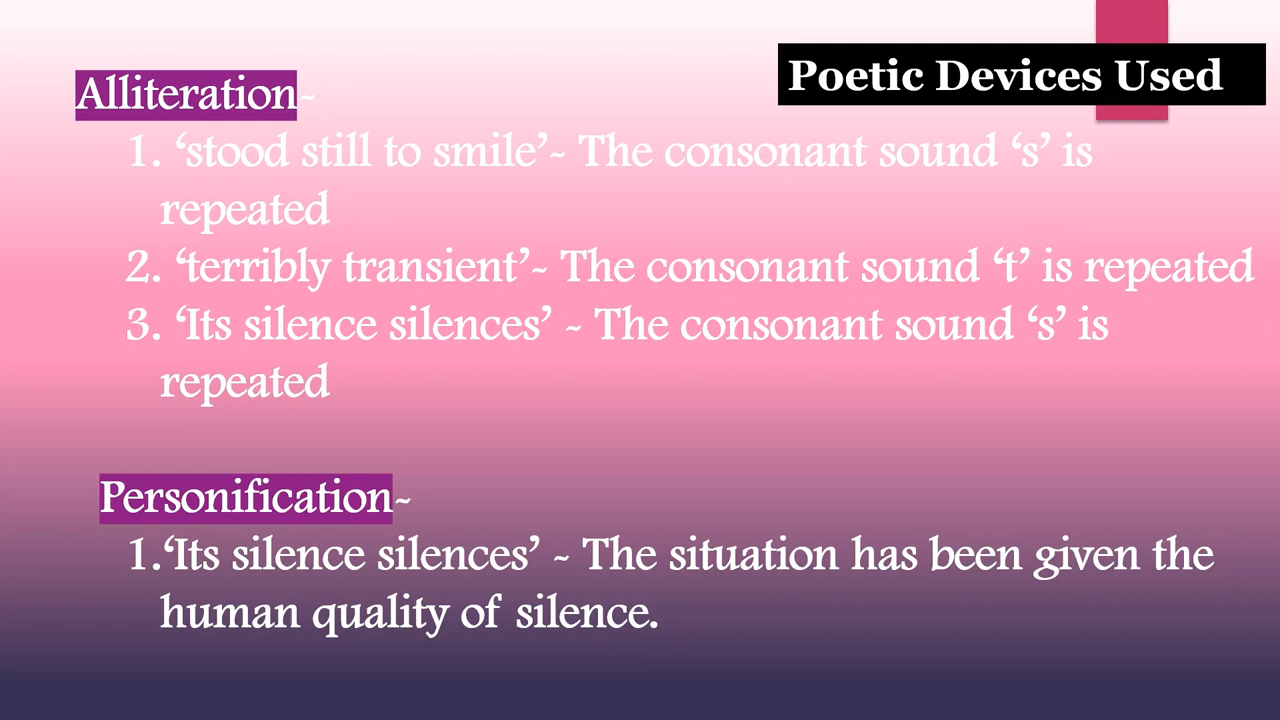 Poetic Devices Used
Alliteration-
1. ‘stood still to smile’- The consonant sound ‘s’ is
repeated
2. ‘terribly transient’- The consonant sound ‘t’ is repeated
3. ‘Its silence silences’ - The consonant sound ‘s’ is
repeated
Personification-
1.‘Its silence silences’ - The situation has been given the
human quality of silence.